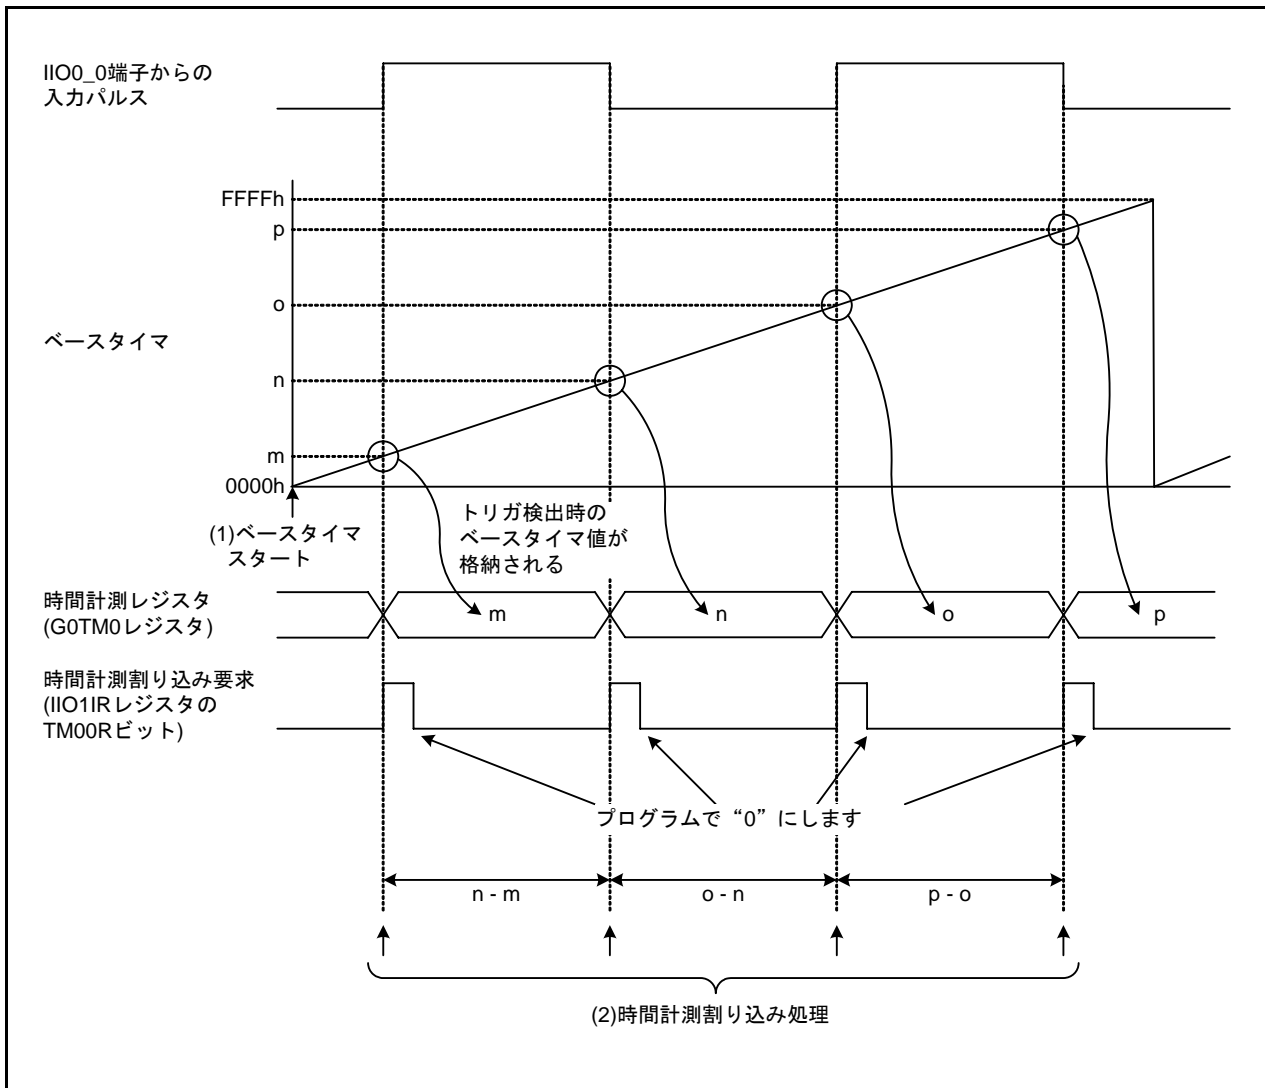 IIO0_0端子からの
入力パルス
FFFFh
p
o
ベースタイマ
n
m
0000h
(1)ベースタイマ
スタート
トリガ検出時の
ベースタイマ値が
格納される
時間計測レジスタ
(G0TM0レジスタ)
m
n
o
p
時間計測割り込み要求
(IIO1IRレジスタの
TM00Rビット)
プログラムで“0”にします
n - m
o - n
p - o
(2)時間計測割り込み処理